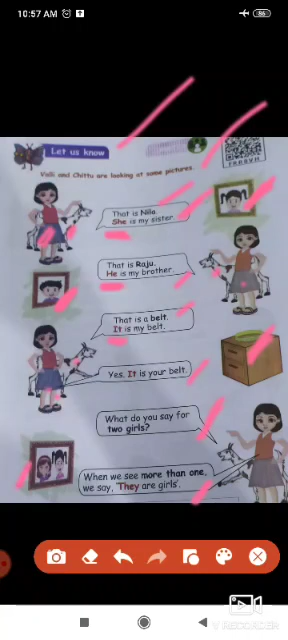 10:57 AM
86
Let us know
Valli and Chittu are looking at some pictures.
That is Nila.
She is my sister.
That is Raju.
He is my brother.
That is a belt.
It is my belt.
Yes. It is your belt.
What do you say for
two girls?
When we see more than one,
we say, 'They are girls'.
V RECORDER